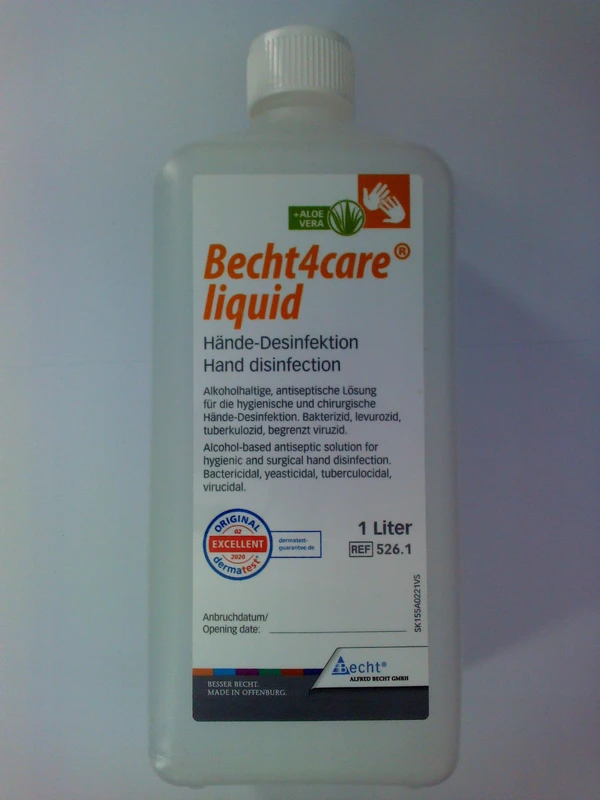 +ALOE
VERA
Becht4care®
liquid
Hände-Desinfektion
Hand disinfection
Alkoholhaltige, antiseptische Lösung
für die hygienische und chirurgische
Hände-Desinfektion. Bakterizid, levurozid,
tuberkulozid, begrenzt viruzid.
Alcohol-based antiseptic solution for
hygienic and surgical hand disinfection.
Bactericidal, yeasticidal, tuberculocidal,
virucidal.
ORIGINAL
02
EXCELLENT
2020
dermatest®
dermatest-
guarantee.de
1 Liter
REF 526.1
SK155A0221VS
Anbruchdatum/
Opening date:
Becht®
ALFRED BECHT GMBH
BESSER BECHT.
MADE IN OFFENBURG.